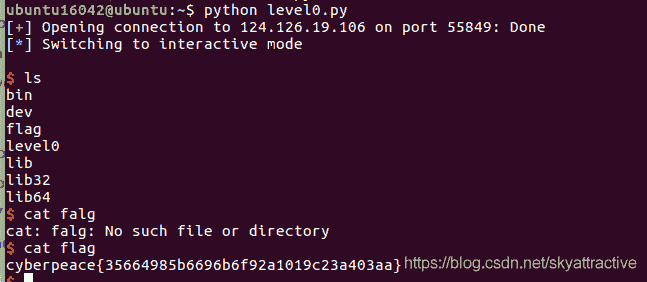 ubuntu16042@ubuntu:~$ python level0.py
[+] Opening connection to 124.126.19.106 on port 55849: Done
[*] Switching to interactive mode
$ ls
bin
dev
flag
level0
lib
lib32
lib64
$ cat falg
cat: falg: No such file or directory
$ cat flag
cyberpeace{35664985b6696b6f92a1019c23a403aa}
https://blog.csdn.net/skyattractive
$